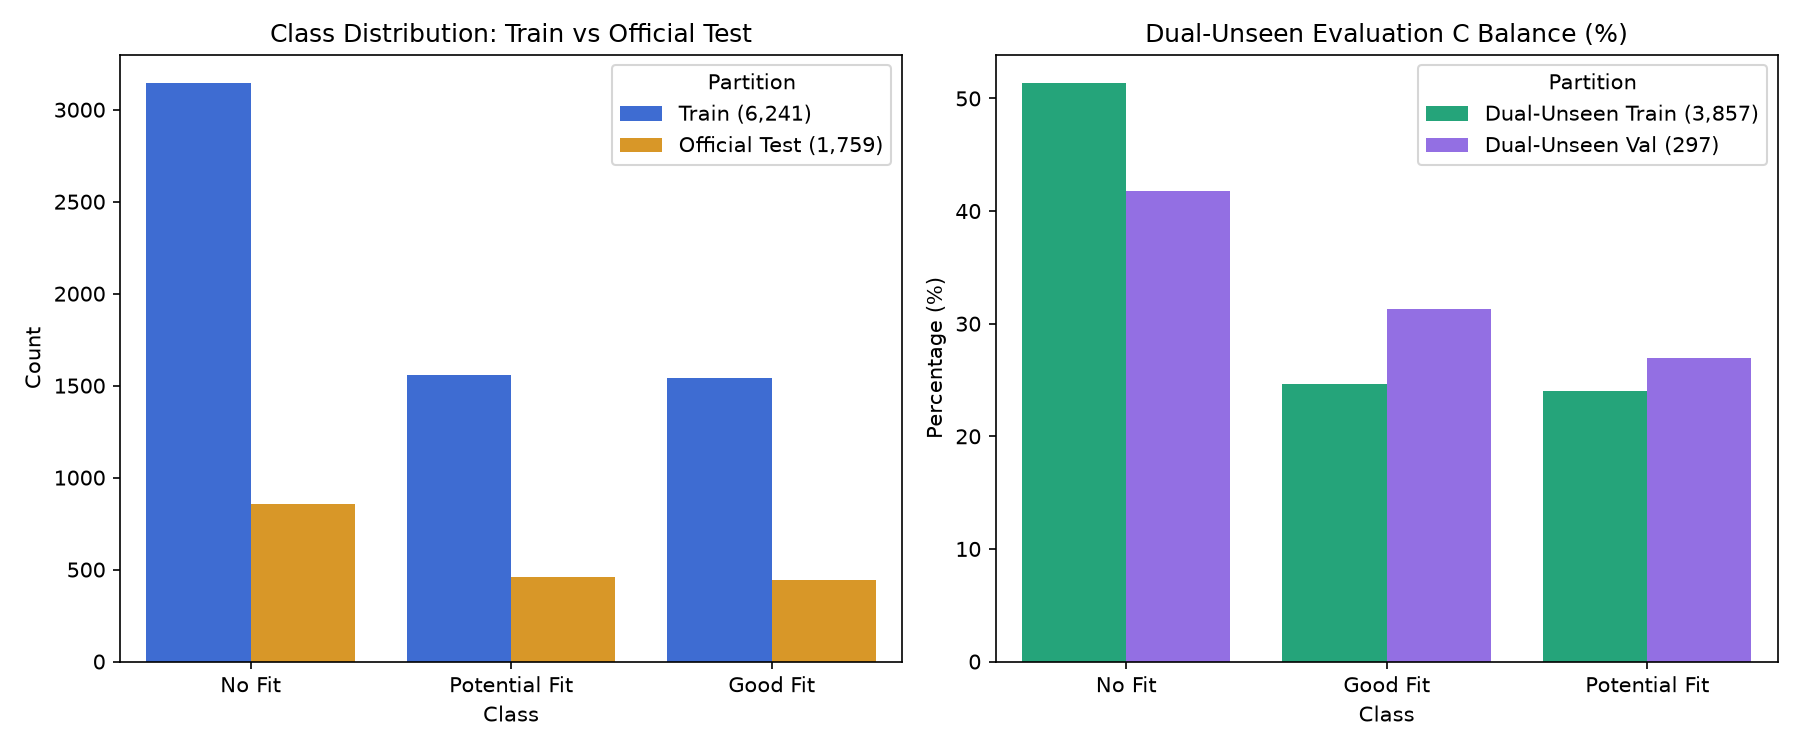 Class Distribution: Train vs Official Test
Partition
Train (6,241)
Official Test (1,759)
Count
3000
2500
2000
1500
1000
500
0
No Fit
Potential Fit
Good Fit
Class
Dual-Unseen Evaluation C Balance (%)
Partition
Dual-Unseen Train (3,857)
Dual-Unseen Val (297)
Percentage (%)
50
40
30
20
10
0
No Fit
Good Fit
Potential Fit
Class